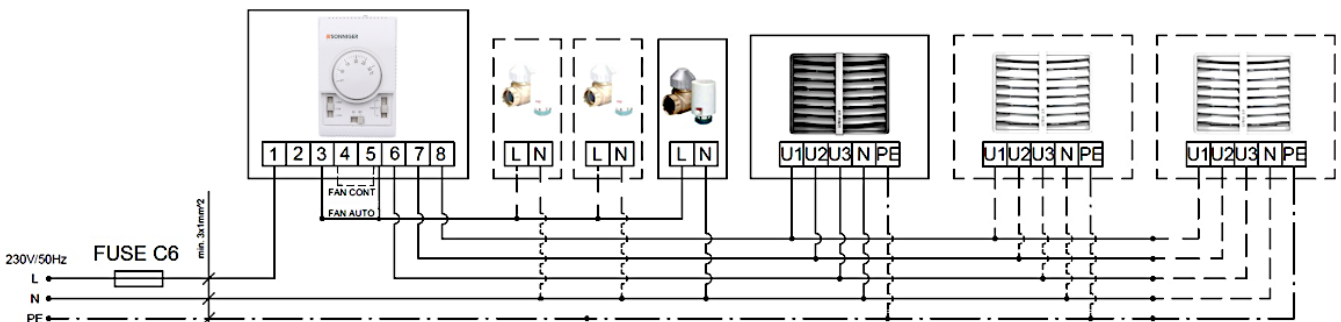 SONNIGER
1 2 3 4 5 6 7 8
L N
L N
L N
U1 U2 U3 N PE
U1 U2 U3 N PE
U1 U2 U3 N PE
FAN CONT
FAN AUTO
min. 3x1mm^2
230V/50Hz
FUSE C6
L
N
PE